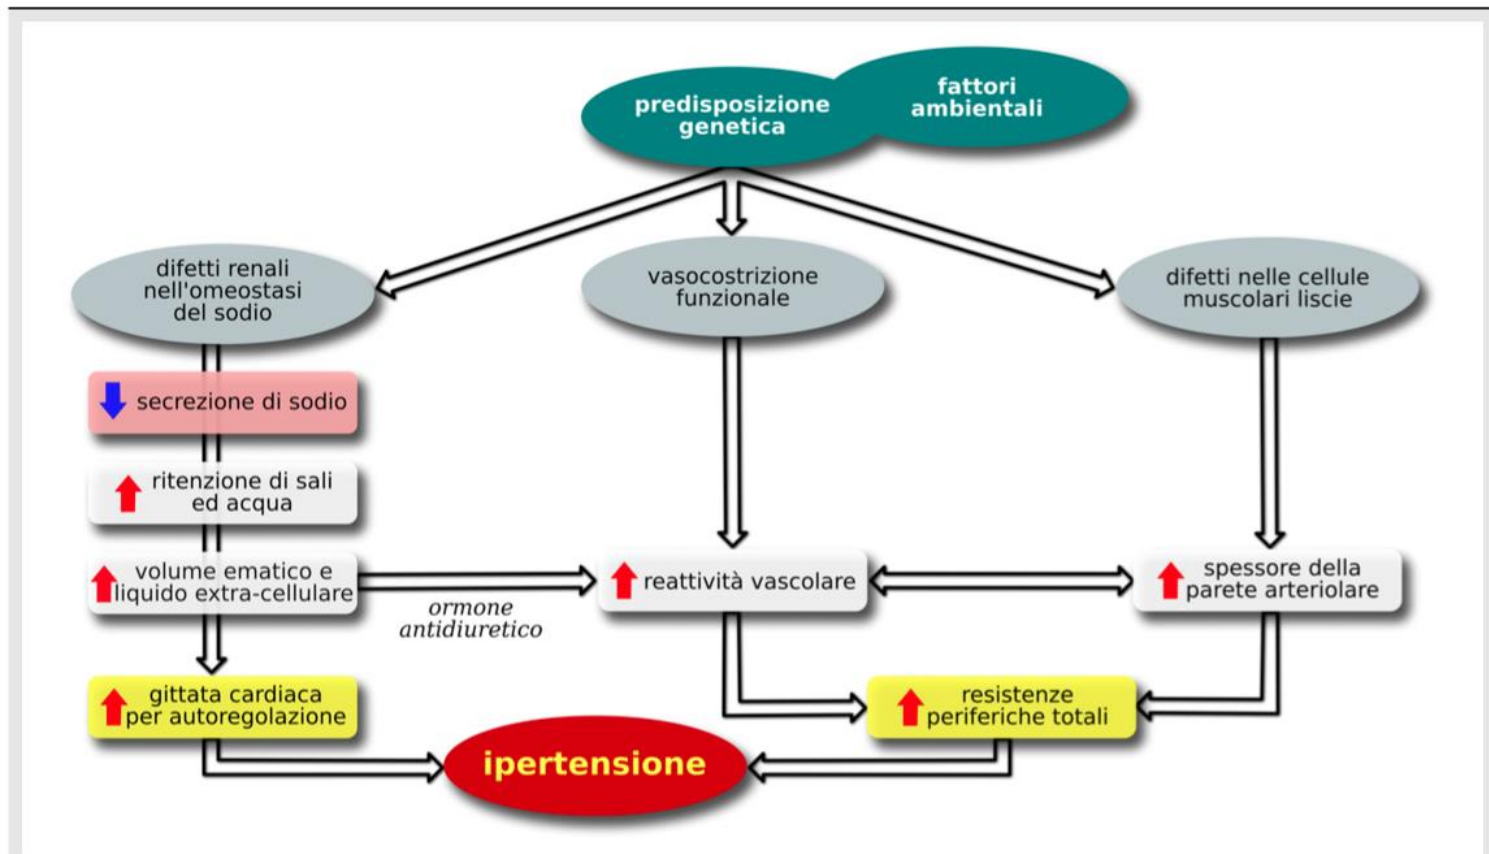 predisposizione
genetica
fattori
ambientali
difetti renali
nell'omeostasi
del sodio
vasocostrizione
funzionale
difetti nelle cellule
muscolari liscie
secrezione di sodio
ritenzione di sali
ed acqua
volume ematico e
liquido extra-cellulare
ormone
antidiuretico
reattività vascolare
spessore della
parete arteriolare
gittata cardiaca
per autoregolazione
resistenze
periferiche totali
ipertensione